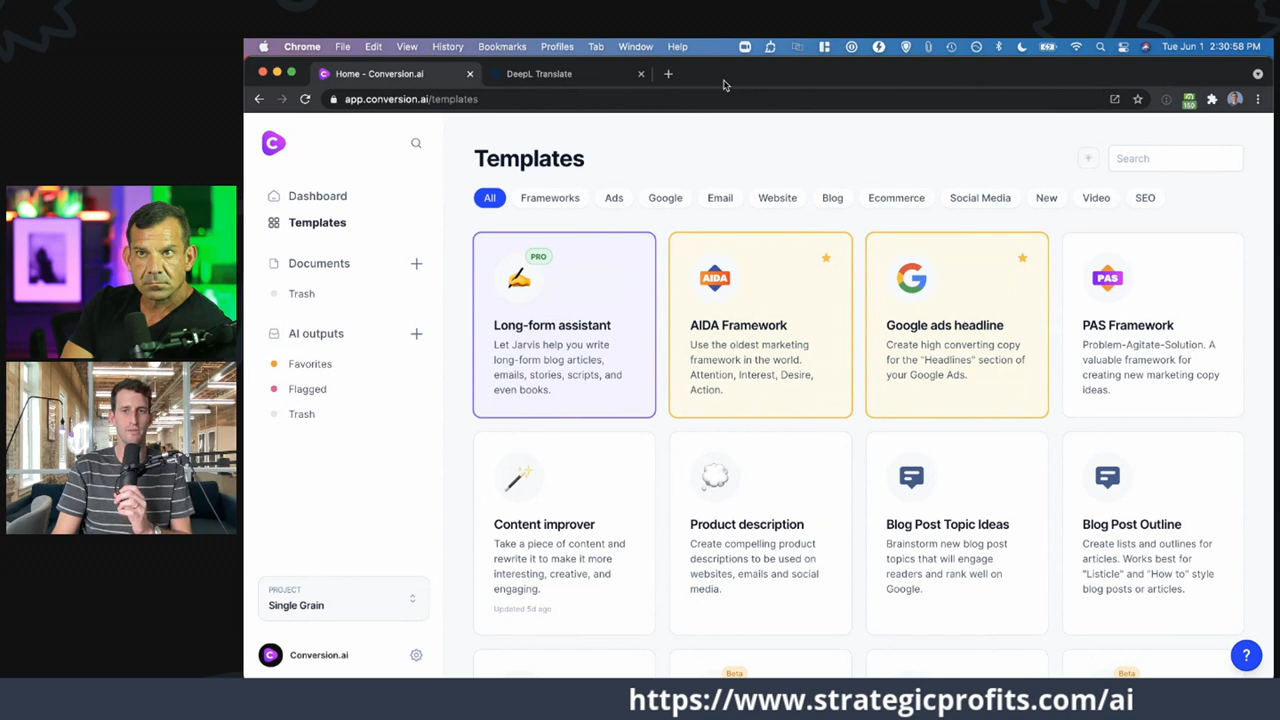 Chrome File Edit View History Bookmarks Profiles Tab Window Help Tue Jun 1 2:30:58 PM
Home - Conversion.ai DeepL Translate
app.conversion.ai/templates
150
C
Dashboard
Templates
Documents
Trash
AI outputs
Favorites
Flagged
Trash
PROJECT
Single Grain
Conversion.ai
Templates
Search
All Frameworks Ads Google Email Website Blog Ecommerce Social Media New Video SEO
PRO
Long-form assistant
Let Jarvis help you write
long-form blog articles,
emails, stories, scripts, and
even books.
AIDA
AIDA Framework
Use the oldest marketing
framework in the world.
Attention, Interest, Desire,
Action.
G
Google ads headline
Create high converting copy
for the "Headlines" section of
your Google Ads.
PAS
PAS Framework
Problem-Agitate-Solution. A
valuable framework for
creating new marketing copy
ideas.
Content improver
Take a piece of content and
rewrite it to make it more
interesting, creative, and
engaging.
Updated 5d ago
Product description
Create compelling product
descriptions to be used on
websites, emails and social
media.
Blog Post Topic Ideas
Brainstorm new blog post
topics that will engage
readers and rank well on
Google.
Blog Post Outline
Create lists and outlines for
articles. Works best for
"Listicle" and "How to" style
blog posts or articles.
Beta
Beta
?
https://www.strategicprofits.com/ai